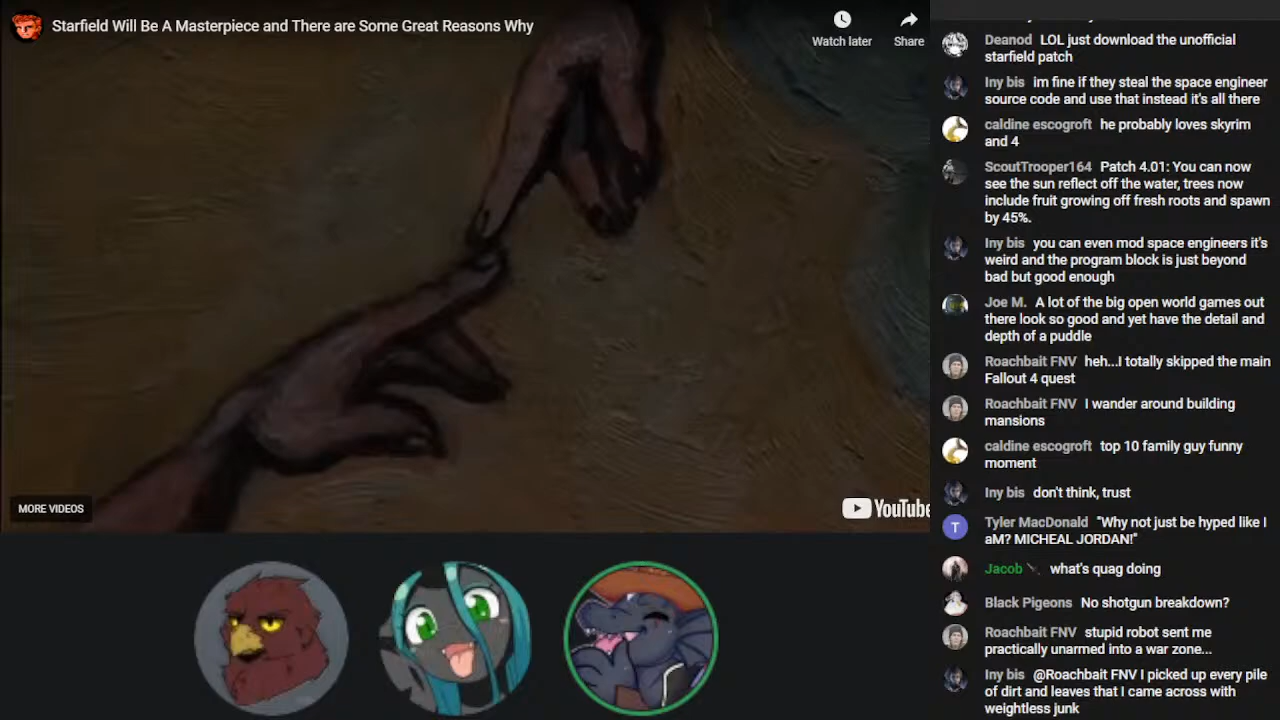 Starfield Will Be A Masterpiece and There are Some Great Reasons Why
Watch later
Share
MORE VIDEOS
YouTube
Deanod LOL just download the unofficial
starfield patch
Iny bis im fine if they steal the space engineer
source code and use that instead it's all there
caldine escogroft he probably loves skyrim
and 4
ScoutTrooper164 Patch 4.01: You can now
see the sun reflect off the water, trees now
include fruit growing off fresh roots and spawn
by 45%.
Iny bis you can even mod space engineers it's
weird and the program block is just beyond
bad but good enough
Joe M. A lot of the big open world games out
there look so good and yet have the detail and
depth of a puddle
Roachbait FNV heh...I totally skipped the main
Fallout 4 quest
Roachbait FNV I wander around building
mansions
caldine escogroft top 10 family guy funny
moment
Iny bis don't think, trust
T
Tyler MacDonald "Why not just be hyped like I
aM? MICHEAL JORDAN!"
Jacob what's quag doing
Black Pigeons No shotgun breakdown?
Roachbait FNV stupid robot sent me
practically unarmed into a war zone...
Iny bis @Roachbait FNV I picked up every pile
of dirt and leaves that I came across with
weightless junk